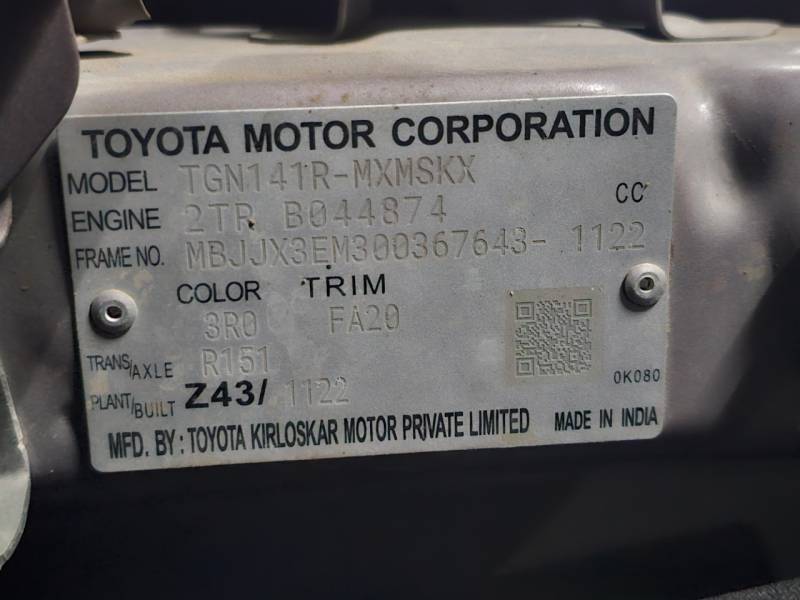 TOYOTA MOTOR CORPORATION
MODEL TGN141R-MXMSKX
ENGINE 2TR B044874 CC
FRAME NO. MBJJX3EM300367643- 1122
COLOR TRIM
3R0 FA20
TRANS/AXLE R151
0K080
PLANT/BUILT Z43/ 1122
MFD. BY : TOYOTA KIRLOSKAR MOTOR PRIVATE LIMITED MADE IN INDIA